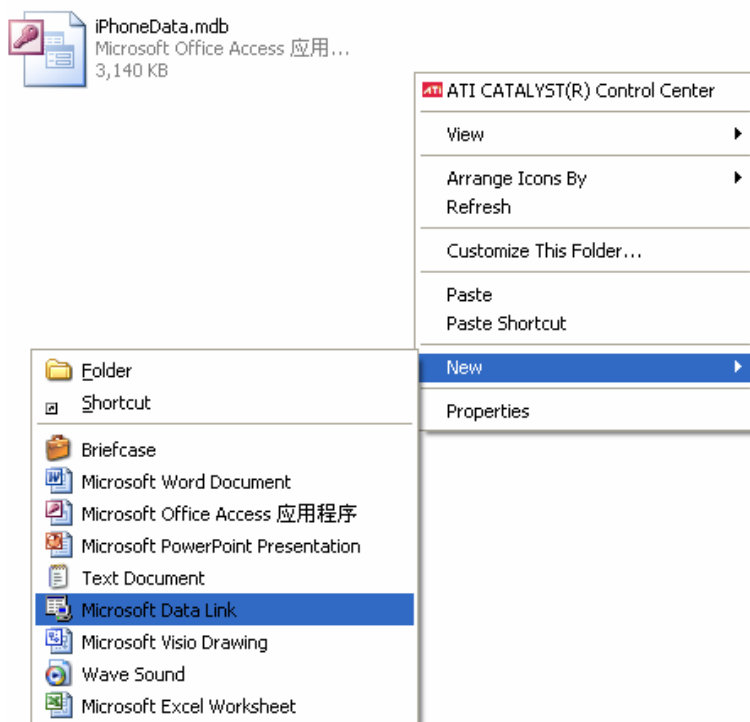 iPhoneData.mdb
Microsoft Office Access 应用...
3,140 KB
ATI ATI CATALYST(R) Control Center
View
Arrange Icons By
Refresh
Customize This Folder...
Paste
Paste Shortcut
New
Properties
Folder
Shortcut
Briefcase
Microsoft Word Document
Microsoft Office Access 应用程序
Microsoft PowerPoint Presentation
Text Document
Microsoft Data Link
Microsoft Visio Drawing
Wave Sound
Microsoft Excel Worksheet